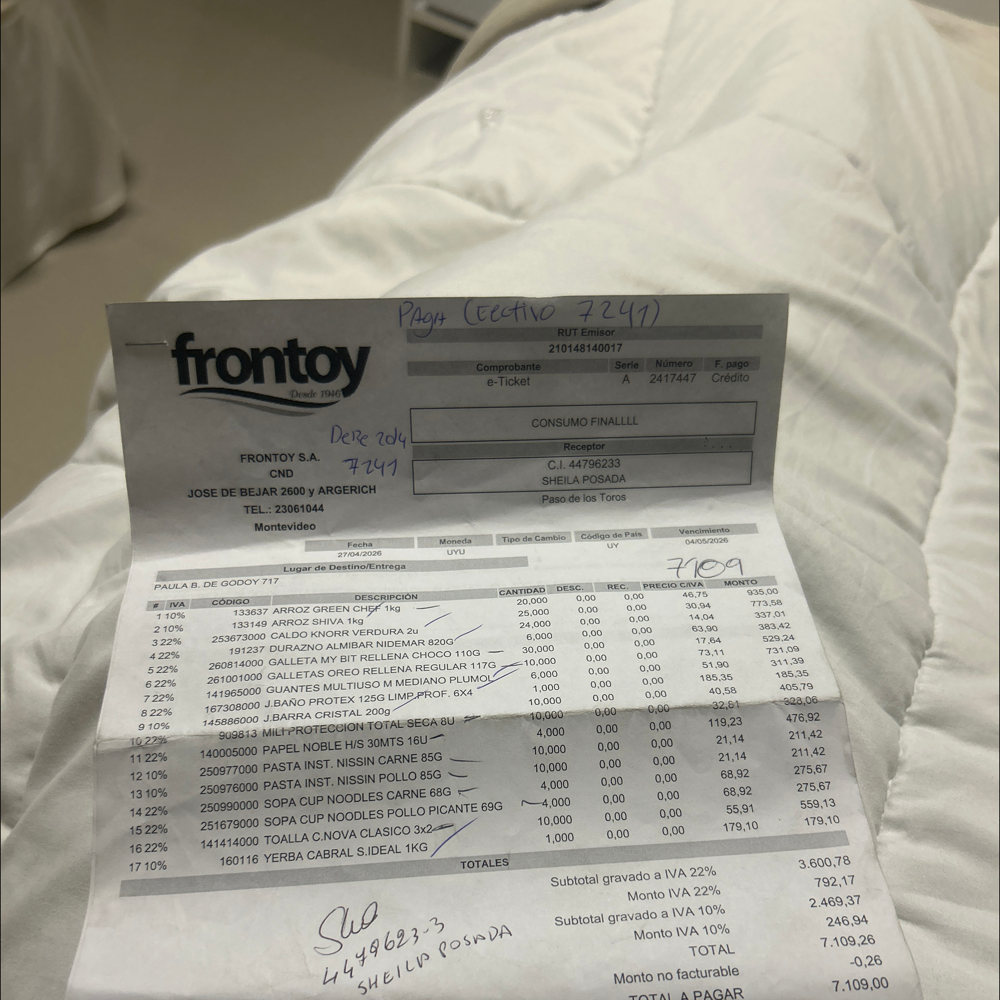 PAga (Eectivo 7241)
frontoy
Desde 1946
RUT Emisor
210148140017
Comprobante Serie Número F. pago
e-Ticket A 2417447 Crédito
CONSUMO FINALLLL
Receptor
C.I. 44796233
SHEILA POSADA
Paso de los Toros
7241
FRONTOY S.A.
CND
JOSE DE BEJAR 2600 y ARGERICH
TEL.: 23061044
Montevideo
Fecha Moneda Tipo de Cambio Código de Pais Vencimiento
27/04/2026 UYU UY 04/05/2026
Lugar de Destino/Entrega
7109
PAULA B. DE GODOY 717
# IVA CÓDIGO DESCRIPCIÓN CANTIDAD DESC. REC. PRECIO C/IVA MONTO
1 10% 133637 ARROZ GREEN CHEF 1kg 20,000 0,00 0,00 46,75 935,00
2 10% 133149 ARROZ SHIVA 1kg 25,000 0,00 0,00 30,94 773,58
3 22% 253673000 CALDO KNORR VERDURA 2u 24,000 0,00 0,00 14,04 337,01
4 22% 191237 DURAZNO ALMIBAR NIDEMAR 820G 6,000 0,00 0,00 63,90 383,42
5 22% 260814000 GALLETA MY BIT RELLENA CHOCO 110G 30,000 0,00 0,00 17,64 529,24
6 22% 261001000 GALLETAS OREO RELLENA REGULAR 117G 10,000 0,00 0,00 73,11 731,09
7 22% 141965000 GUANTES MULTIUSO M MEDIANO PLUMOL 6,000 0,00 0,00 51,90 311,39
8 22% 167308000 J.BAÑO PROTEX 125G LIMP.PROF. 6X4 1,000 0,00 0,00 185,35 185,35
9 10% 145886000 J.BARRA CRISTAL 200g 10,000 0,00 0,00 40,58 405,79
10 22% 909813 MILI PROTECCION TOTAL SECA 8U 10,000 0,00 0,00 32,81 328,06
11 22% 140005000 PAPEL NOBLE H/S 30MTS 16U 4,000 0,00 0,00 119,23 476,92
12 10% 250977000 PASTA INST. NISSIN CARNE 85G 10,000 0,00 0,00 21,14 211,42
13 10% 250976000 PASTA INST. NISSIN POLLO 85G 10,000 0,00 0,00 21,14 211,42
14 22% 250990000 SOPA CUP NOODLES CARNE 68G 4,000 0,00 0,00 68,92 275,67
15 22% 251679000 SOPA CUP NOODLES POLLO PICANTE 69G 4,000 0,00 0,00 68,92 275,67
16 22% 141414000 TOALLA C.NOVA CLASICO 3x2 10,000 0,00 0,00 55,91 559,13
17 10% 160116 YERBA CABRAL S.IDEAL 1KG 1,000 0,00 0,00 179,10 179,10
TOTALES
Subtotal gravado a IVA 22% 3.600,78
Monto IVA 22% 792,17
Subtotal gravado a IVA 10% 2.469,37
Monto IVA 10% 246,94
TOTAL 7.109,26
Monto no facturable -0,26
TOTAL A PAGAR 7.109,00
4479623-3
SHEILA POSADA